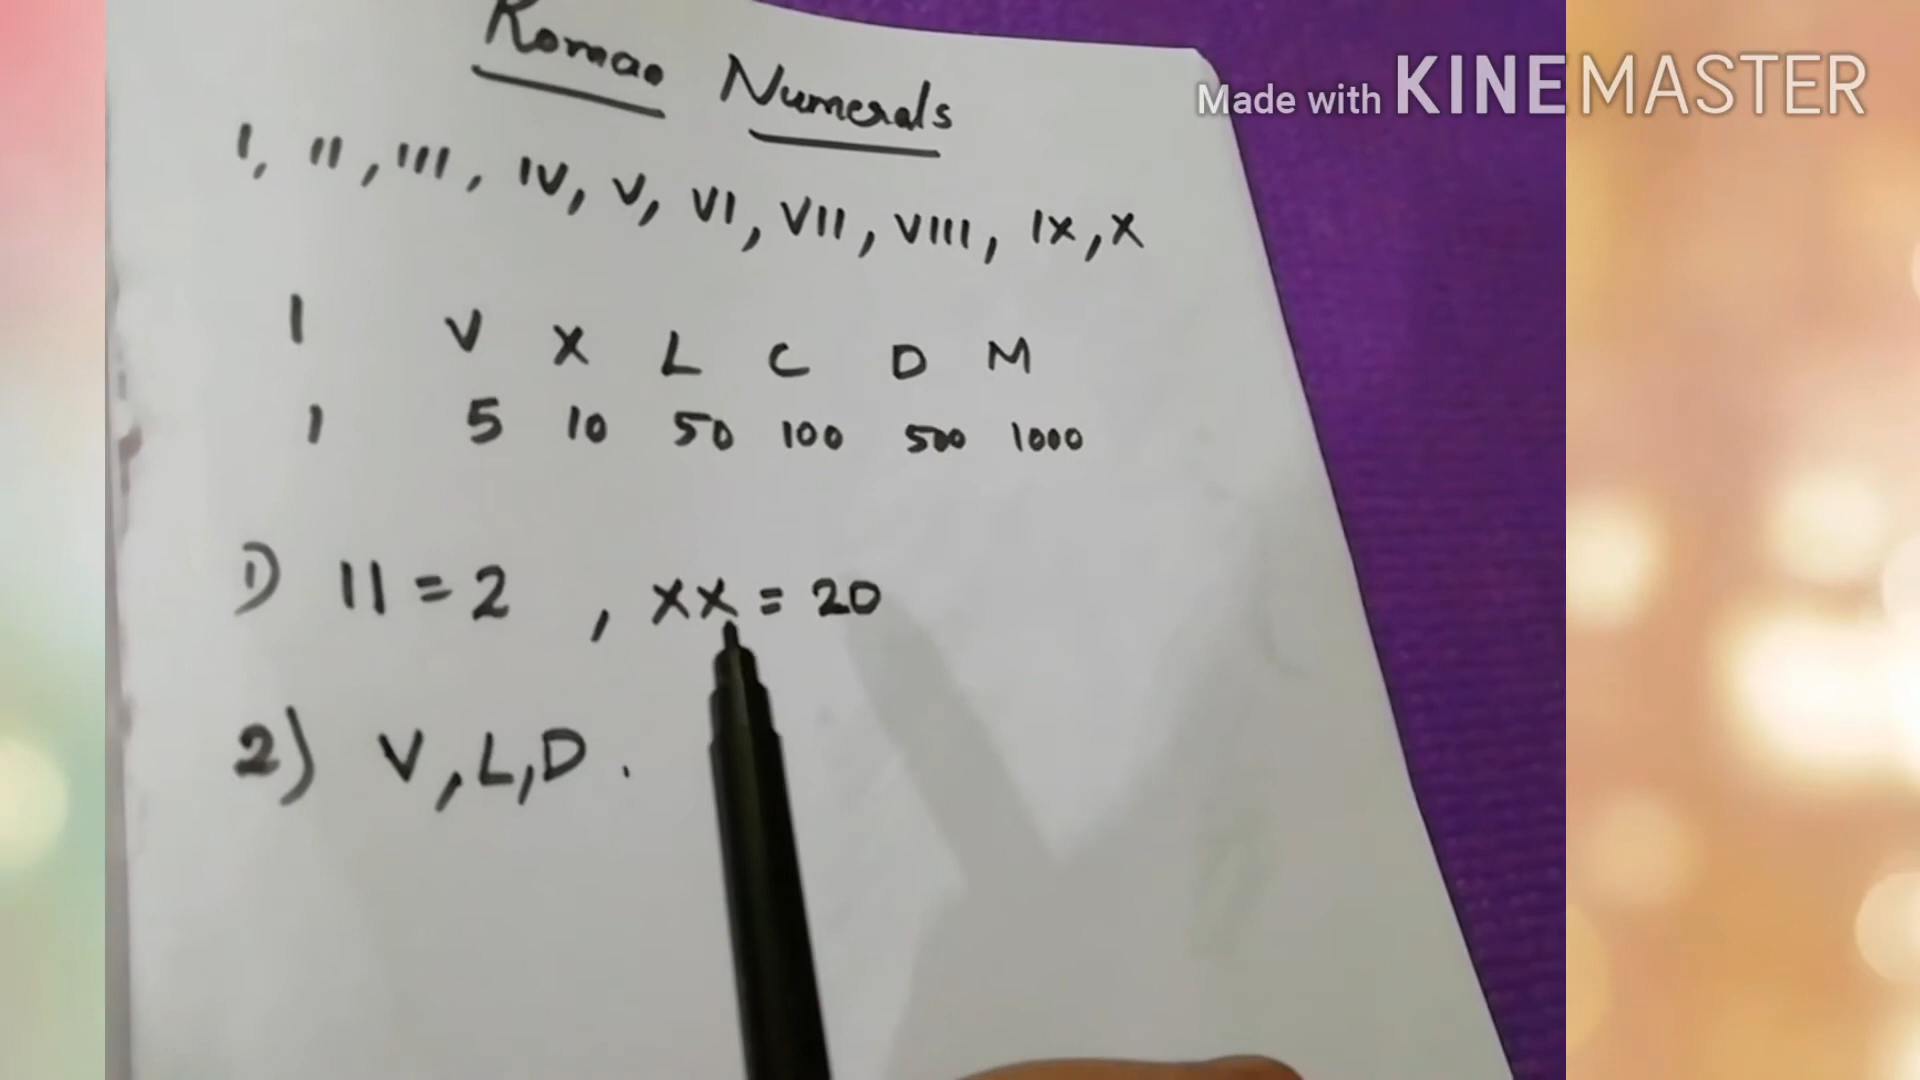 Roman Numerals
Made with KINEMASTER
I, II, III, IV, V, VI, VII, VIII, IX, X
I V X L C D M
1 5 10 50 100 500 1000
1) II = 2 , XX = 20
2) V, L, D.